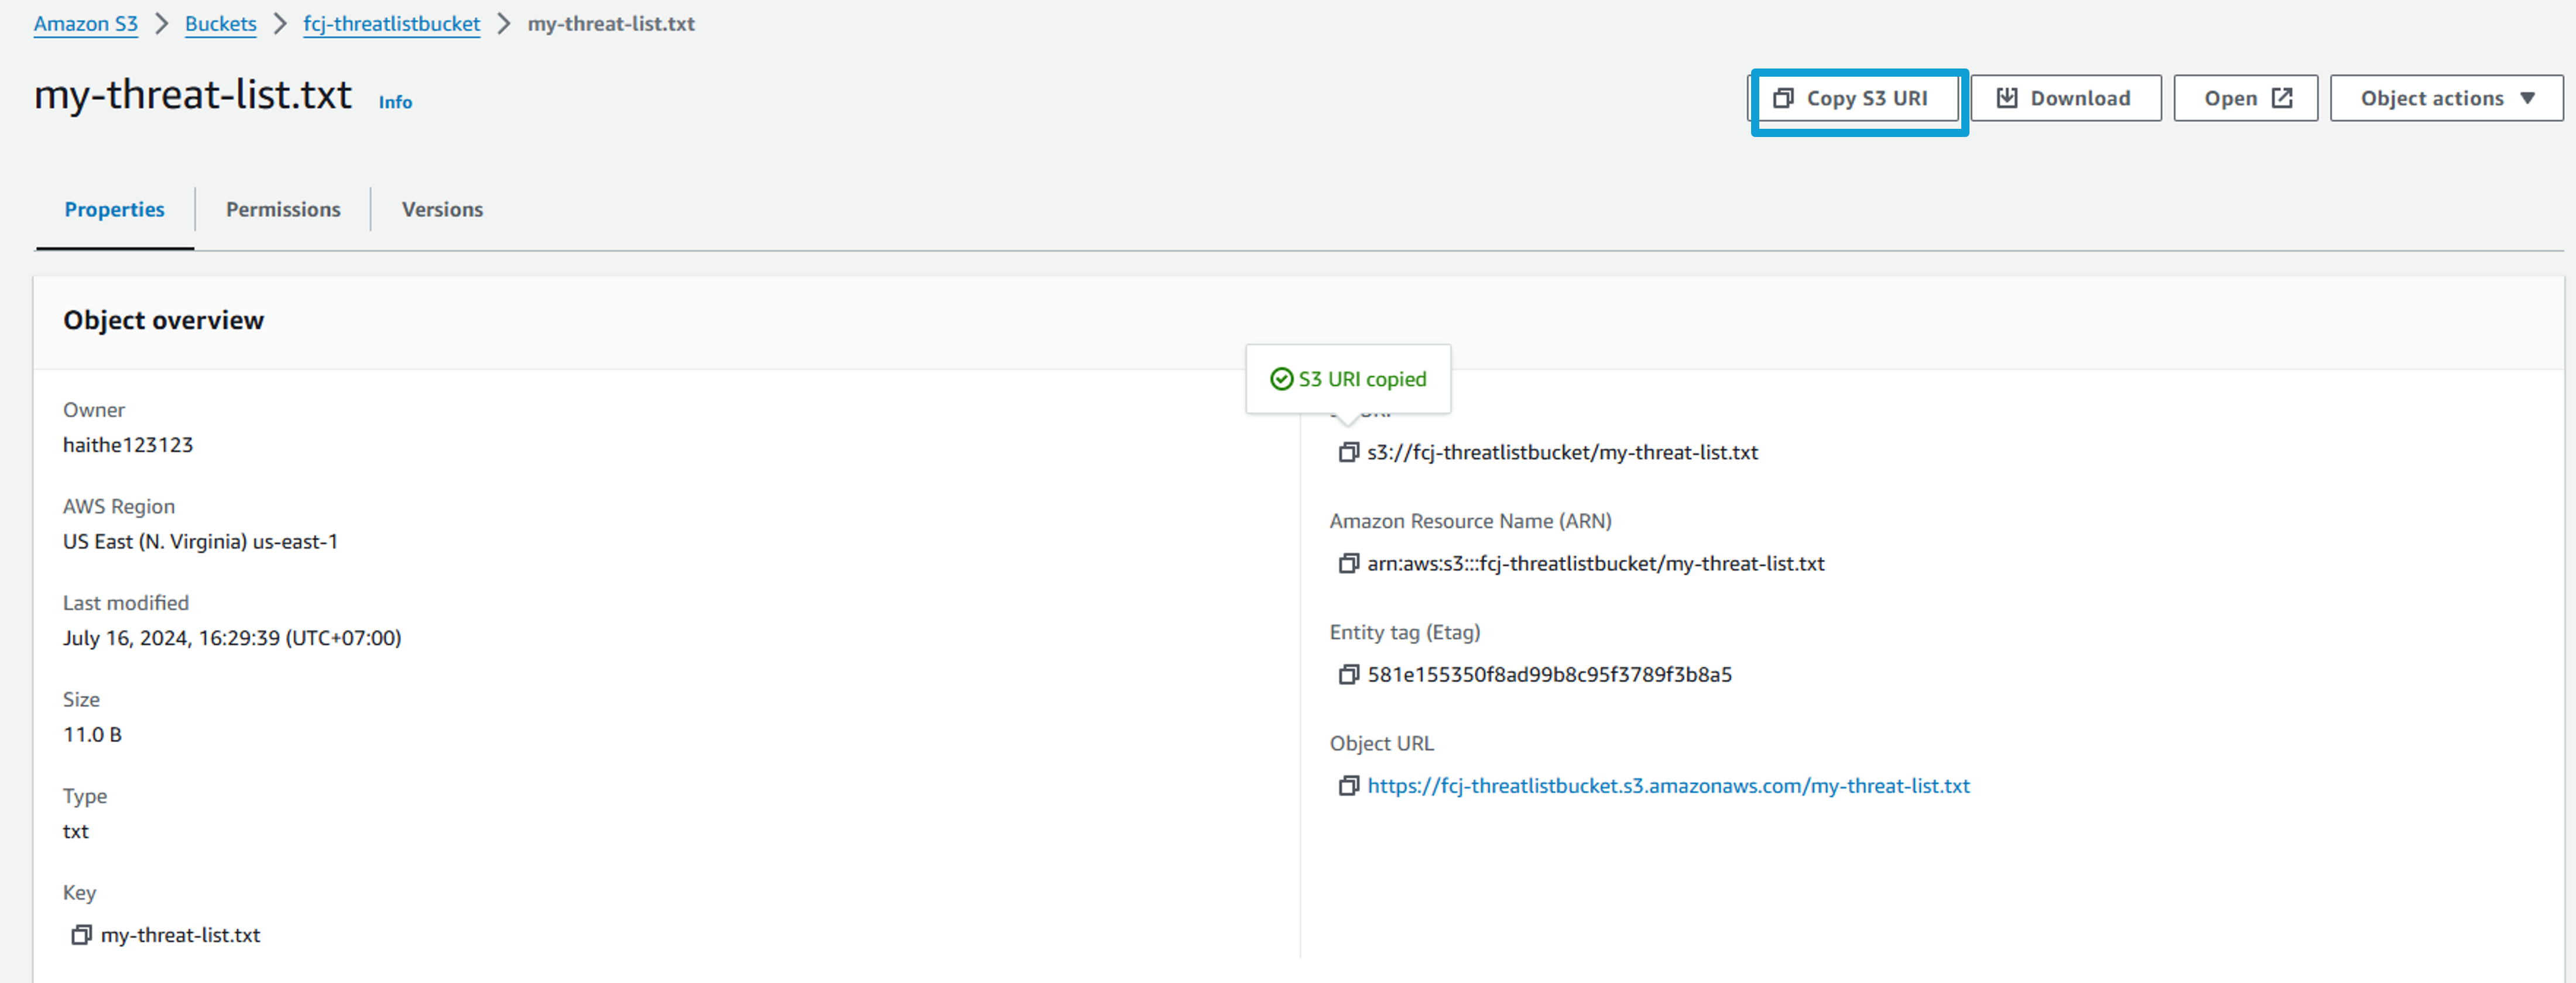 Amazon S3 > Buckets > fcj-threatlistbucket > my-threat-list.txt
my-threat-list.txt Info
Copy S3 URI Download Open Object actions
Properties Permissions Versions
Object overview
Owner
haithe123123
AWS Region
US East (N. Virginia) us-east-1
Last modified
July 16, 2024, 16:29:39 (UTC+07:00)
Size
11.0 B
Type
txt
Key
my-threat-list.txt
S3 URI copied
s3://fcj-threatlistbucket/my-threat-list.txt
Amazon Resource Name (ARN)
arn:aws:s3:::fcj-threatlistbucket/my-threat-list.txt
Entity tag (Etag)
581e155350f8ad99b8c95f3789f3b8a5
Object URL
https://fcj-threatlistbucket.s3.amazonaws.com/my-threat-list.txt